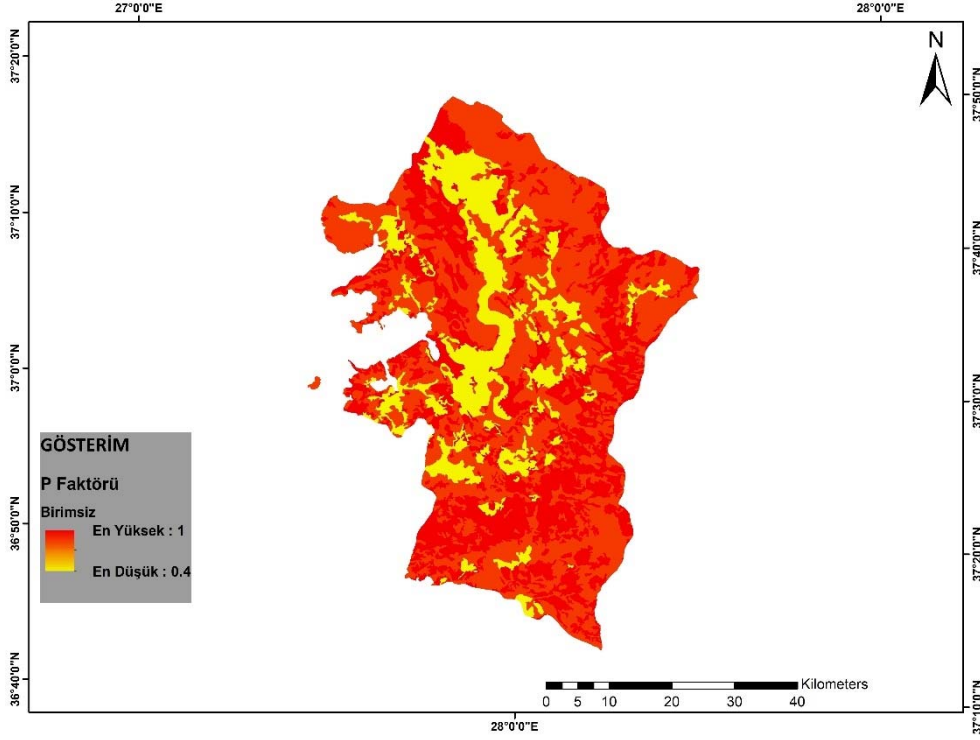 27°0'0"E 28°0'0"E
N
37°20'0"N
37°10'0"N
37°0'0"N
36°50'0"N
36°40'0"N
37°50'0"N
37°40'0"N
37°30'0"N
37°20'0"N
37°10'0"N
GÖSTERİM
P Faktörü
Birimsiz
En Yüksek : 1
En Düşük : 0.4
Kilometers
0 5 10 20 30 40
28°0'0"E